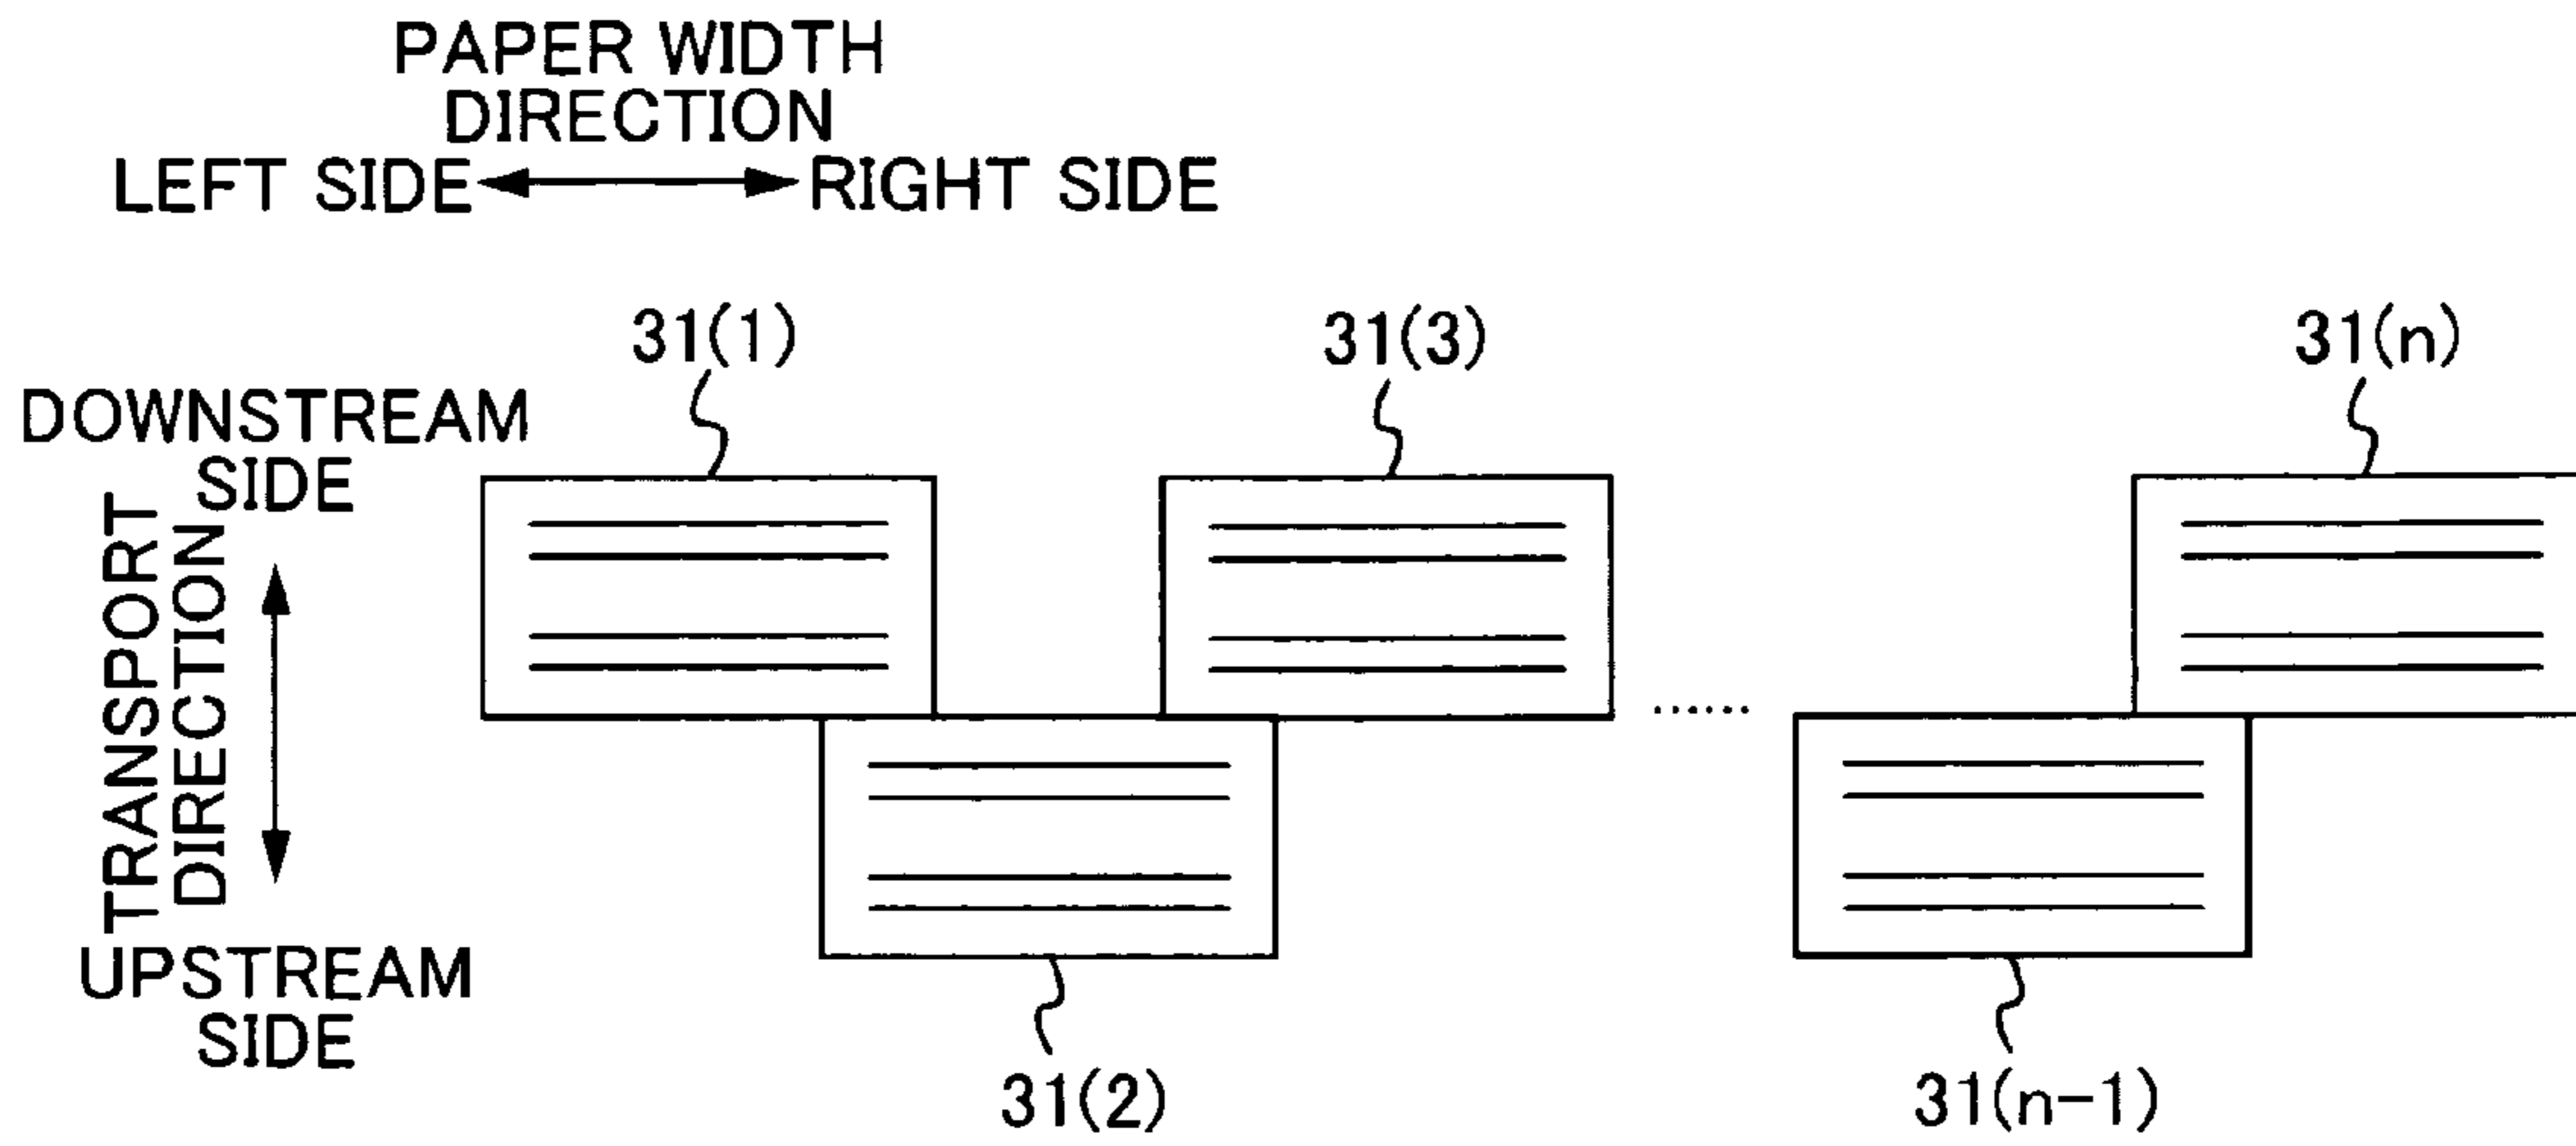 PAPER WIDTH
DIRECTION
LEFT SIDE
RIGHT SIDE
31(1)
31(3)
31(n)
DOWNSTREAM
SIDE
TRANSPORT
DIRECTION
UPSTREAM
SIDE
......
31(2)
31(n-1)